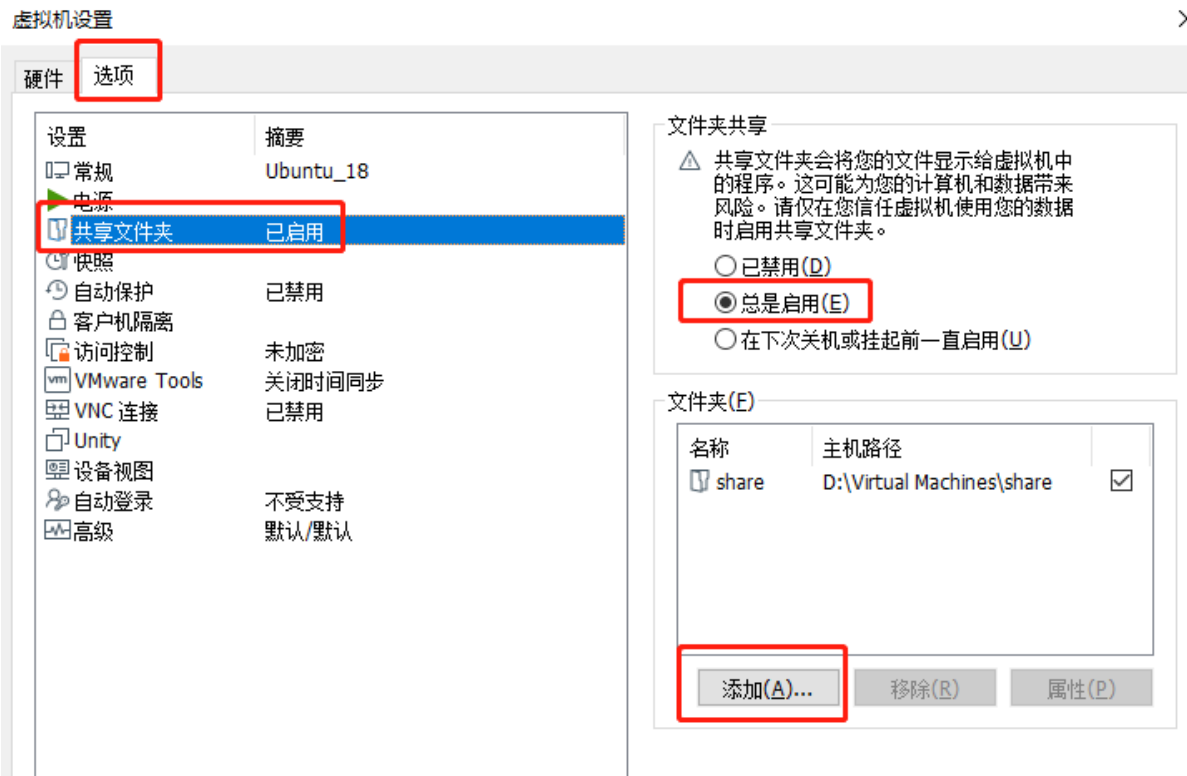 虚拟机设置
硬件 选项
设置 摘要
常规 Ubuntu_18
电源
共享文件夹 已启用
快照
自动保护 已禁用
客户机隔离
访问控制 未加密
vm VMware Tools 关闭时间同步
VNC 连接 已禁用
Unity
设备视图
自动登录 不受支持
高级 默认/默认
文件夹共享
共享文件夹会将您的文件显示给虚拟机中
的程序。这可能为您的计算机和数据带来
风险。请仅在您信任虚拟机使用您的数据
时启用共享文件夹。
已禁用(D)
总是启用(E)
在下次关机或挂起前一直启用(U)
文件夹(F)
名称 主机路径
share D:\Virtual Machines\share
添加(A)... 移除(R) 属性(P)